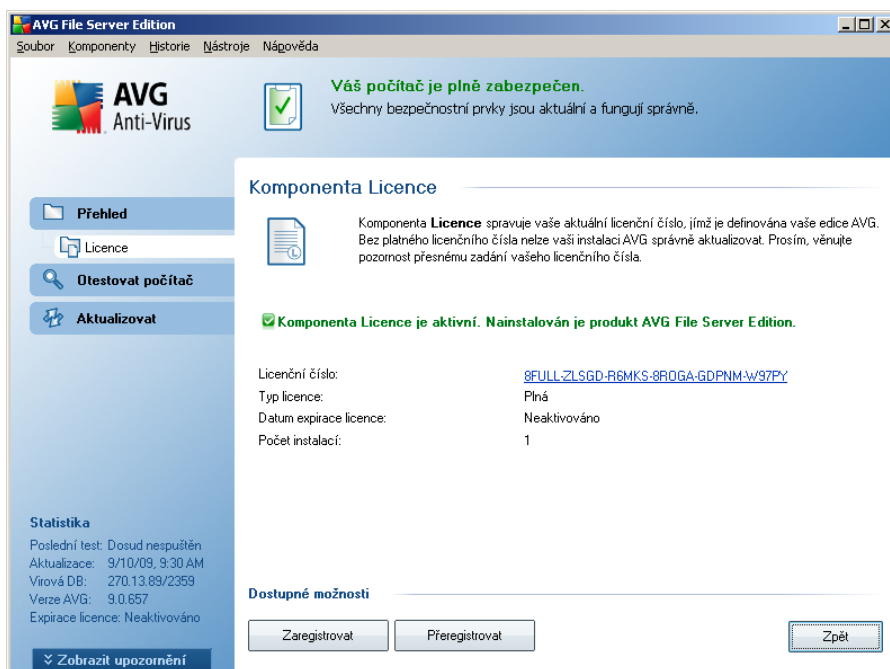 AVG File Server Edition
Soubor Komponenty Historie Nástroje Nápověda
AVG
Anti-Virus
Váš počítač je plně zabezpečen.
Všechny bezpečnostní prvky jsou aktuální a fungují správně.
Přehled
Licence
Otestovat počítač
Aktualizovat
Komponenta Licence
Komponenta Licence spravuje vaše aktuální licenční číslo, jímž je definována vaše edice AVG.
Bez platného licenčního čísla nelze vaši instalaci AVG správně aktualizovat. Prosím, věnujte
pozornost přesnému zadání vašeho licenčního čísla.
Komponenta Licence je aktivní. Nainstalován je produkt AVG File Server Edition.
Licenční číslo: 8FULL-ZLSGD-R6MKS-8ROGA-GDPNM-W97PY
Typ licence: Plná
Datum expirace licence: Neaktivováno
Počet instalací: 1
Statistika
Poslední test: Dosud nespuštěn
Aktualizace: 9/10/09, 9:30 AM
Virová DB: 270.13.89/2359
Verze AVG: 9.0.657
Expirace licence: Neaktivováno
Zobrazit upozornění
Dostupné možnosti
Zaregistrovat Přeregistrovat Zpět